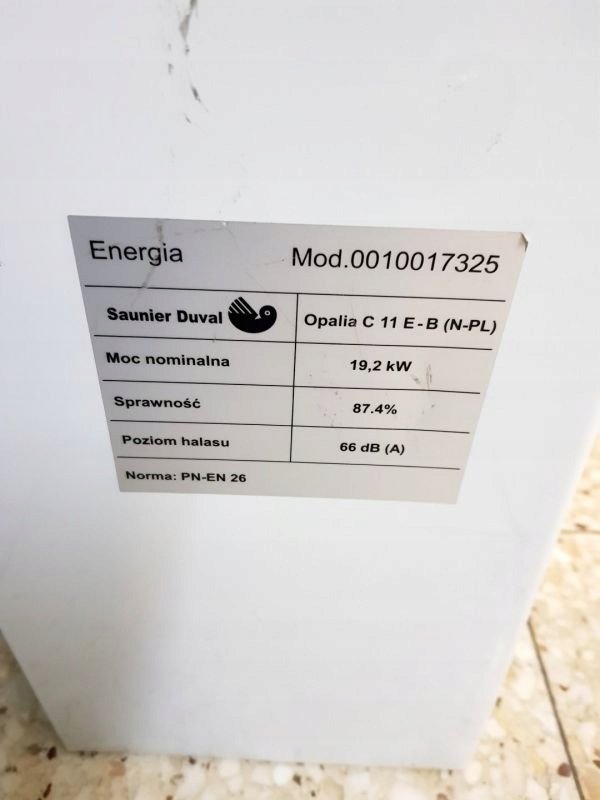 Energia Mod.0010017325
Saunier Duval Opalia C 11 E - B (N-PL)
Moc nominalna 19,2 kW
Sprawność 87.4%
Poziom halasu 66 dB (A)
Norma: PN-EN 26